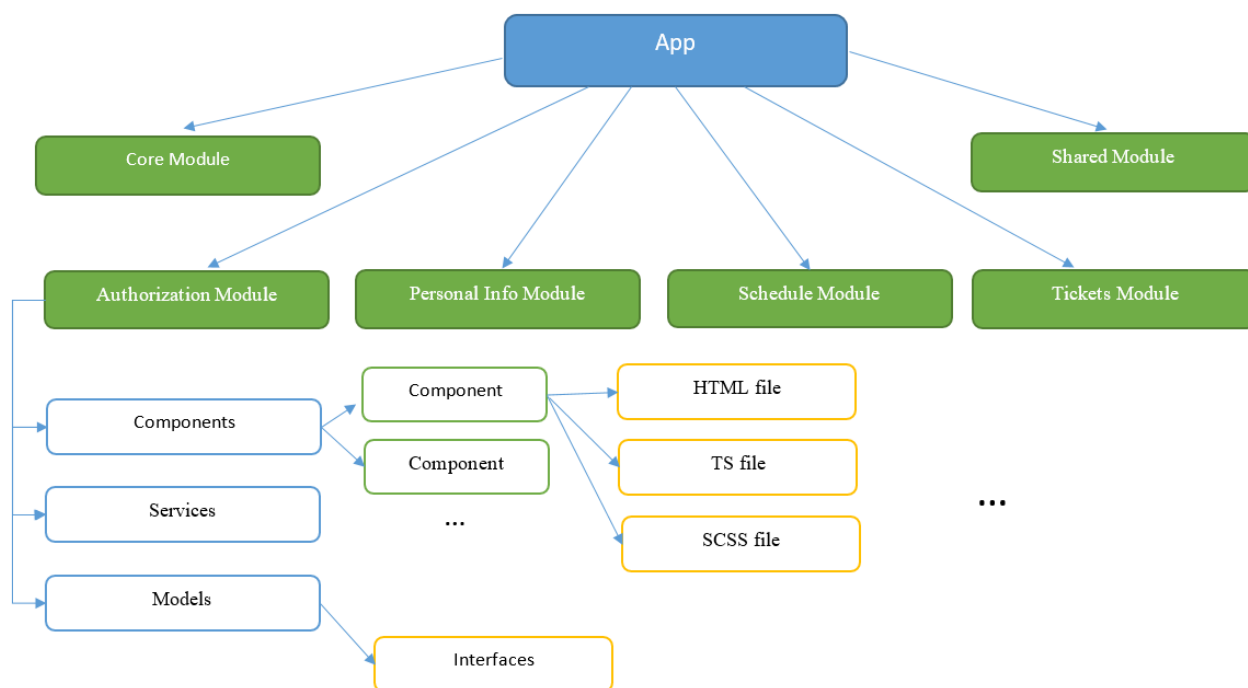 App
Core Module
Shared Module
Authorization Module
Personal Info Module
Schedule Module
Tickets Module
Components
Component
HTML file
Component
TS file
Services
...
...
SCSS file
Models
Interfaces